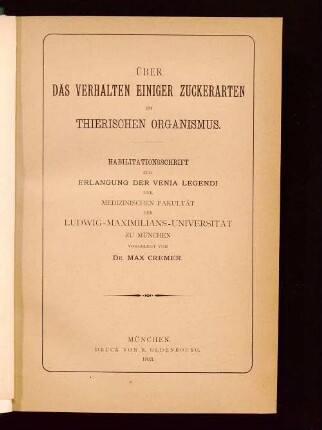 ÜBER
DAS VERHALTEN EINIGER ZUCKERARTEN
IM
THIERISCHEN ORGANISMUS.
HABILITATIONSSCHRIFT
ZUR
ERLANGUNG DER VENIA LEGENDI
DER
MEDIZINISCHEN FAKULTÄT
DER
LUDWIG-MAXIMILIANS-UNIVERSITÄT
ZU MÜNCHEN
VORGELEGT VON
DR. MAX CREMER.
MÜNCHEN.
DRUCK VON R. OLDENBOURG.